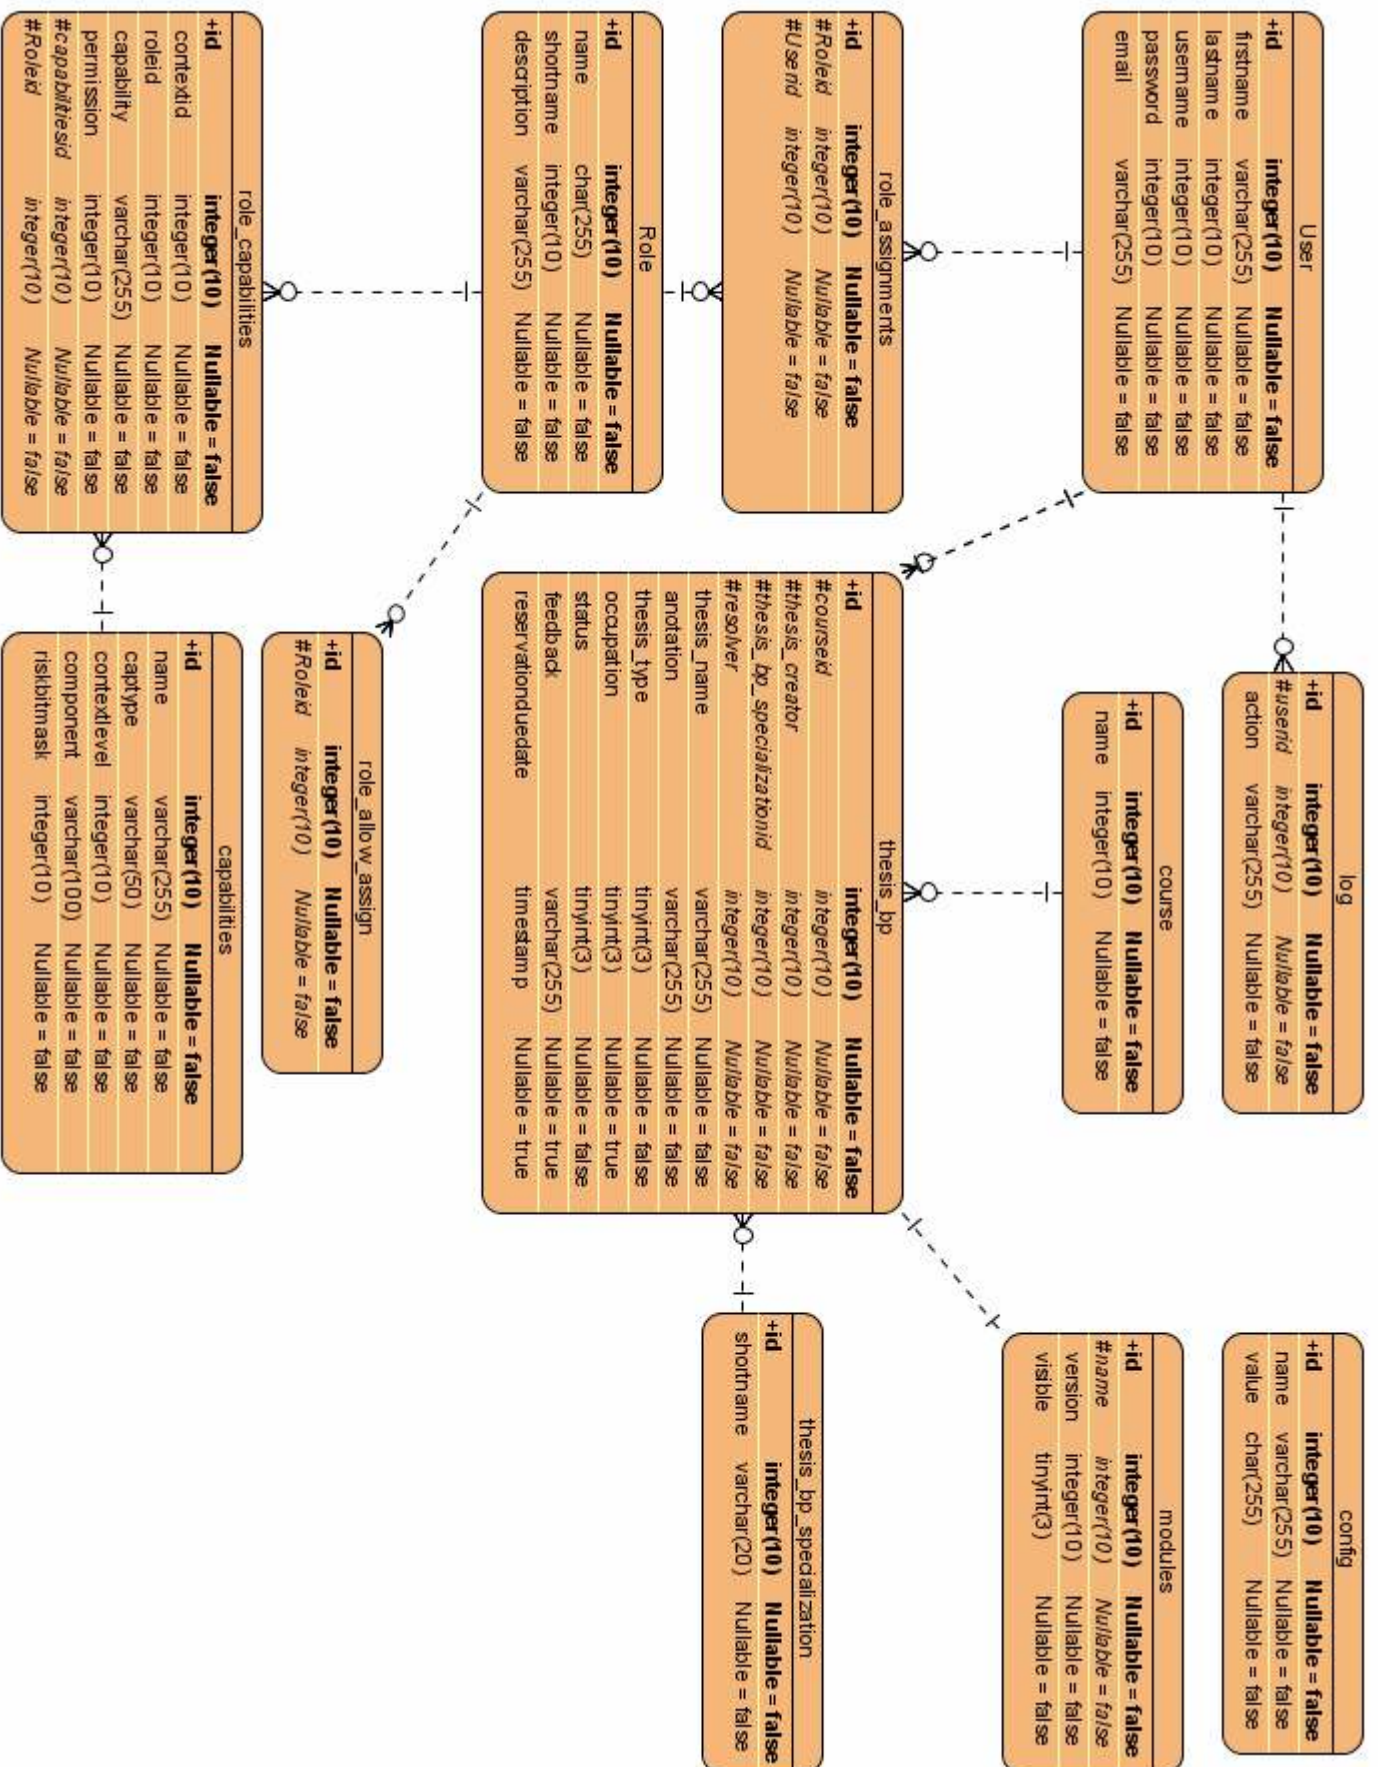 User
+id integer(10) Nullable = false
firstname varchar(255) Nullable = false
lastname integer(10) Nullable = false
username integer(10) Nullable = false
password integer(10) Nullable = false
email varchar(255) Nullable = false
log
+id integer(10) Nullable = false
#userid integer(10) Nullable = false
action varchar(255) Nullable = false
config
+id integer(10) Nullable = false
name varchar(255) Nullable = false
value char(255) Nullable = false
course
+id integer(10) Nullable = false
name integer(10) Nullable = false
modules
+id integer(10) Nullable = false
#name integer(10) Nullable = false
version integer(10) Nullable = false
visible tinyint(3) Nullable = false
role_assignments
+id integer(10) Nullable = false
#Roleid integer(10) Nullable = false
#Userid integer(10) Nullable = false
thesis_bp
+id integer(10) Nullable = false
#courseid integer(10) Nullable = false
#thesis_creator integer(10) Nullable = false
#thesis_bp_specializationid integer(10) Nullable = false
#resolver integer(10) Nullable = false
thesis_name varchar(255) Nullable = false
anotation varchar(255) Nullable = false
thesis_type tinyint(3) Nullable = false
occupation tinyint(3) Nullable = true
status tinyint(3) Nullable = false
feedback varchar(255) Nullable = true
reservationduedate timestamp Nullable = true
thesis_bp_specialization
+id integer(10) Nullable = false
shortname varchar(20) Nullable = false
Role
+id integer(10) Nullable = false
name char(255) Nullable = false
shortname integer(10) Nullable = false
description varchar(255) Nullable = false
role_allow_assign
+id integer(10) Nullable = false
#Roleid integer(10) Nullable = false
role_capabilities
+id integer(10) Nullable = false
contextid integer(10) Nullable = false
roleid integer(10) Nullable = false
capability varchar(255) Nullable = false
permission integer(10) Nullable = false
#capabilitiesid integer(10) Nullable = false
#Roleid integer(10) Nullable = false
capabilities
+id integer(10) Nullable = false
name varchar(255) Nullable = false
captype varchar(50) Nullable = false
contextlevel integer(10) Nullable = false
component varchar(100) Nullable = false
riskbitmask integer(10) Nullable = false